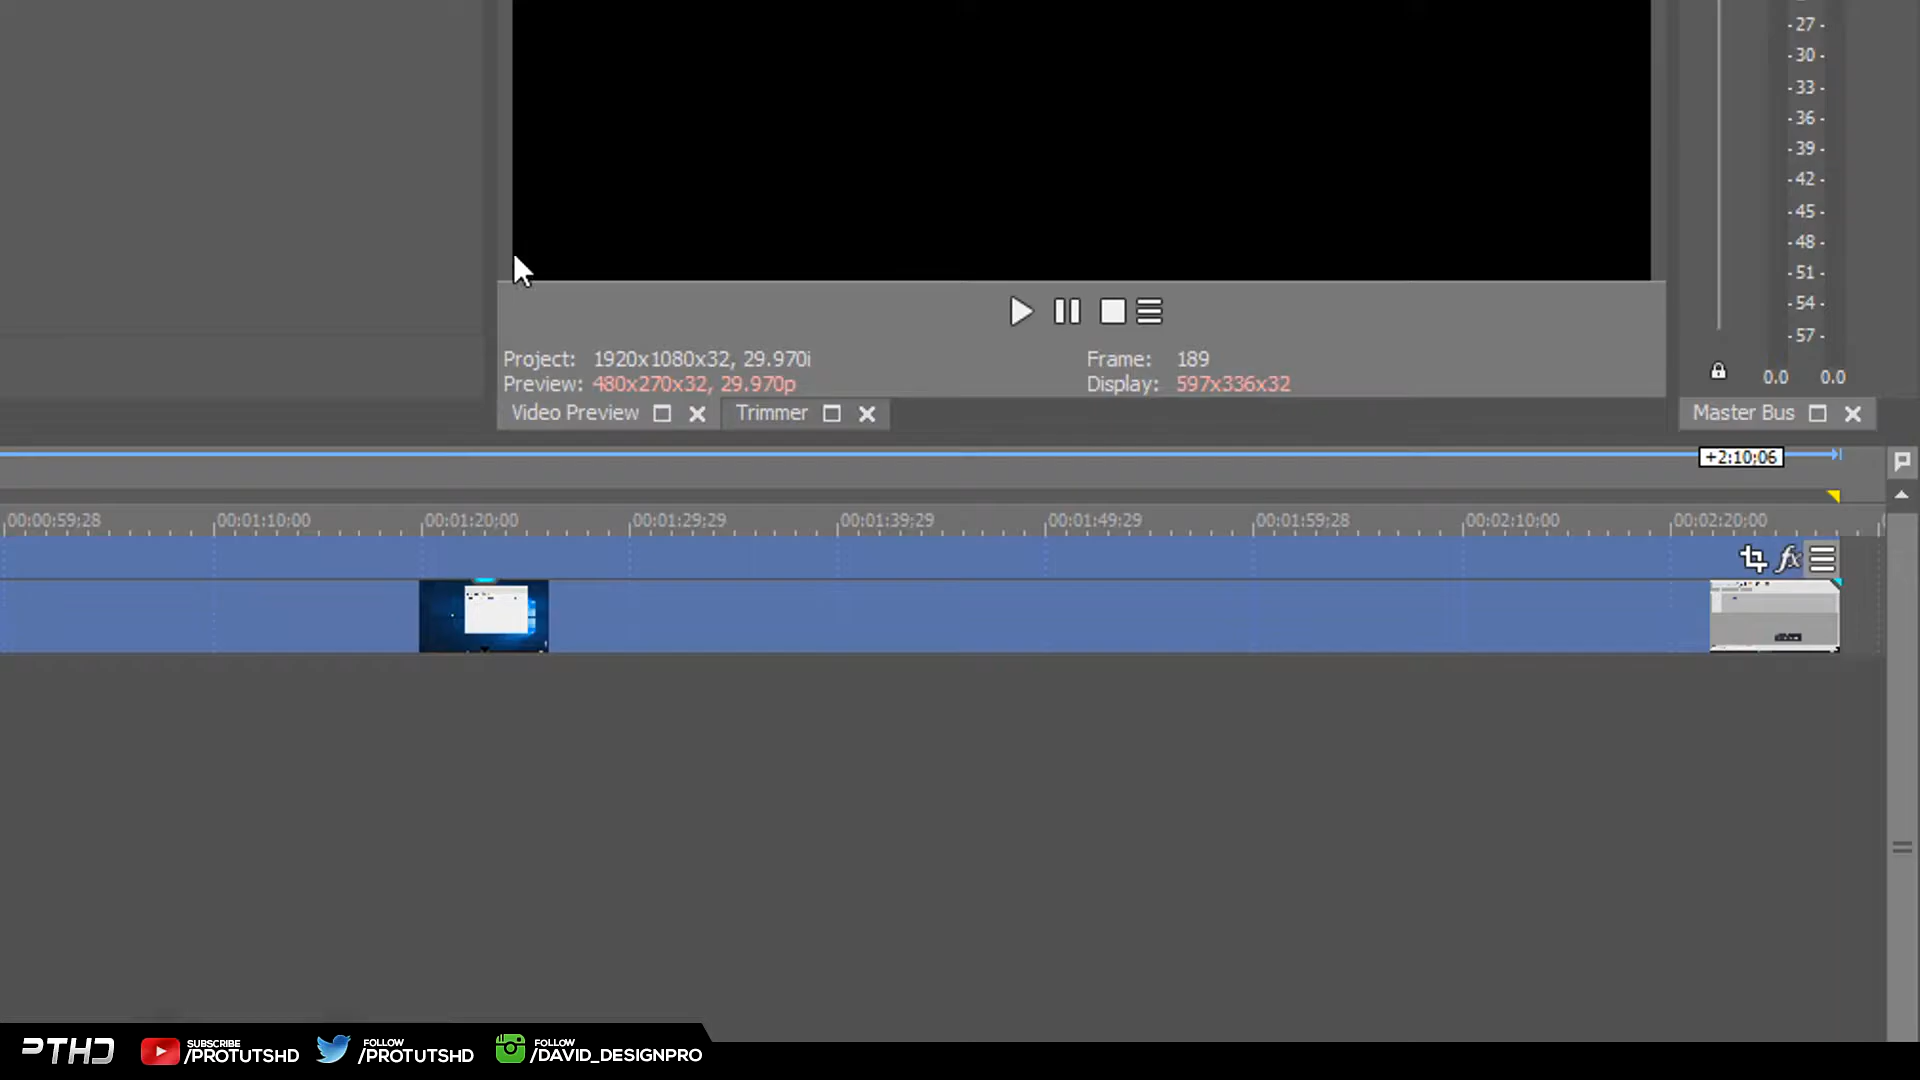 -27-
-30-
-33-
-36-
-39-
-42-
-45-
-48-
-51-
-54-
-57-
0.0 0.0
Project: 1920x1080x32, 29.970i
Frame: 189
Preview: 480x270x32, 29.970p
Display: 597x336x32
Video Preview
Trimmer
Master Bus
+2:10;06
00:00:59;28
00:01:10;00
00:01:20;00
00:01:29;29
00:01:39;29
00:01:49;29
00:01:59;28
00:02:10;00
00:02:20;00
fx
PTHD
SUBSCRIBE
/PROTUTSHD
FOLLOW
/PROTUTSHD
FOLLOW
/DAVID_DESIGNPRO